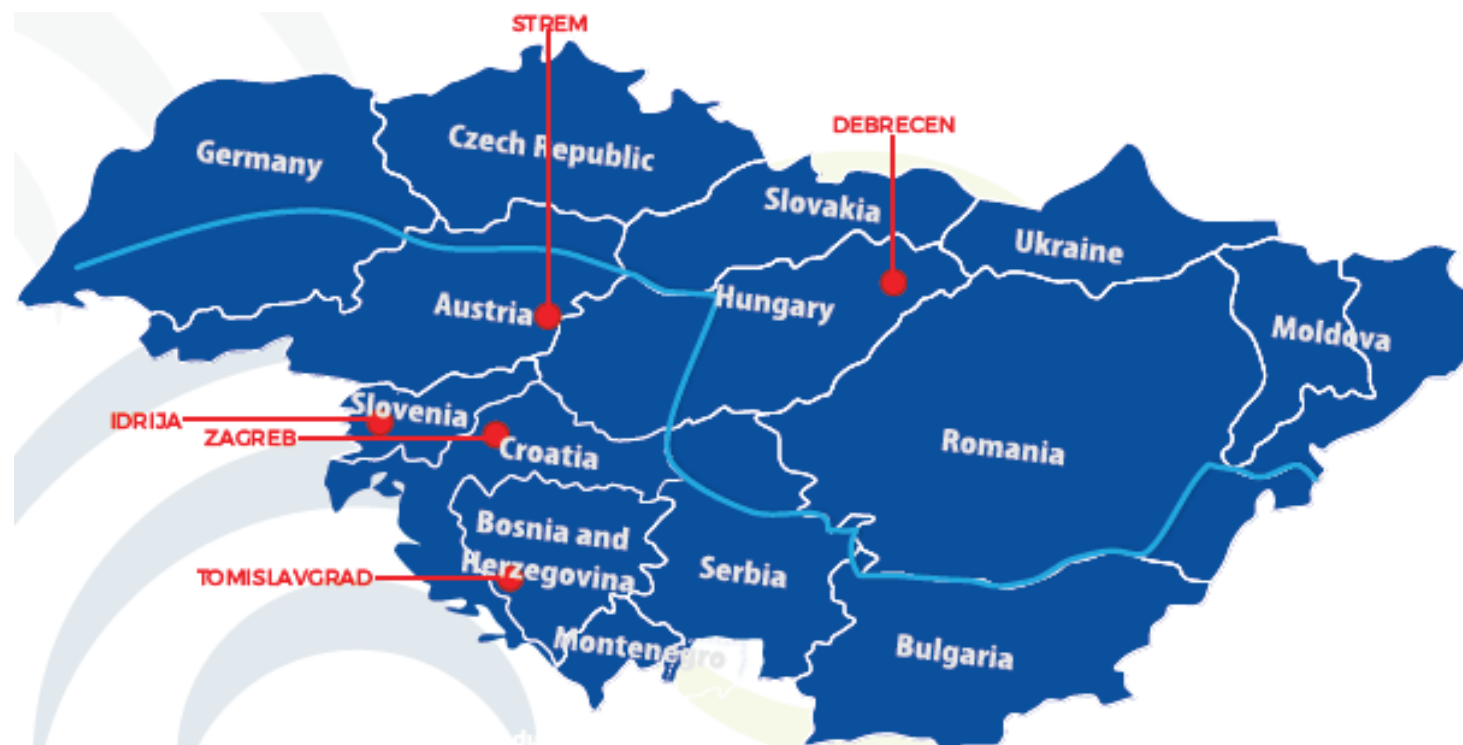 STREM
DEBRECEN
Czech Republic
Germany
Slovakia
Ukraine
Hungary
Austria
Moldova
Slovenia
IDRIJA
ZAGREB
Croatia
Romania
Bosnia and
Herzegovina
TOMISLAVGRAD
Serbia
Montenegro
Bulgaria